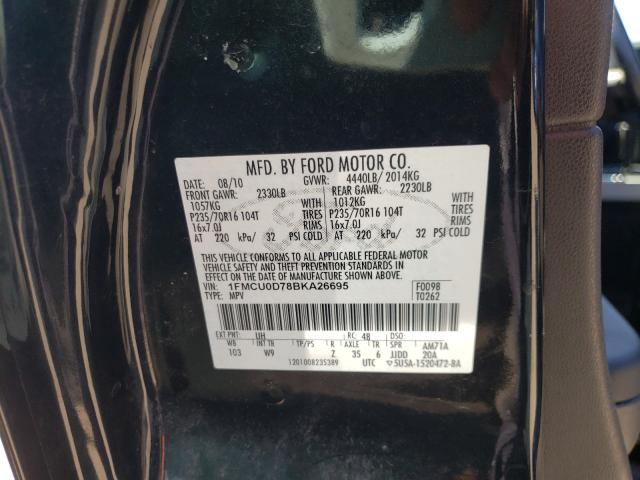 MFD. BY FORD MOTOR CO.
DATE: 08/10 GVWR: 4440LB/ 2014KG
FRONT GAWR: 2330LB REAR GAWR: 2230LB
1057KG WITH 1012KG WITH
P235/70R16 104T TIRES P235/70R16 104T TIRES
16x7.0J RIMS 16x7.0J RIMS
AT 220 kPa/ 32 PSI COLD AT 220 kPa/ 32 PSI COLD
THIS VEHICLE CONFORMS TO ALL APPLICABLE FEDERAL MOTOR
VEHICLE SAFETY AND THEFT PREVENTION STANDARDS IN EFFECT
ON THE DATE OF MANUFACTURE SHOWN ABOVE.
VIN: 1FMCU0D78BKA26695 F0098
TYPE: MPV T0262
EXT PNT: UH RC: 48 DSO:
WB INT TR TP/PS R AXLE TR SPR AM71A
103 W9 Z 35 6 JJDD 20A
1201008235389 UTC 5USA-1520472-BA